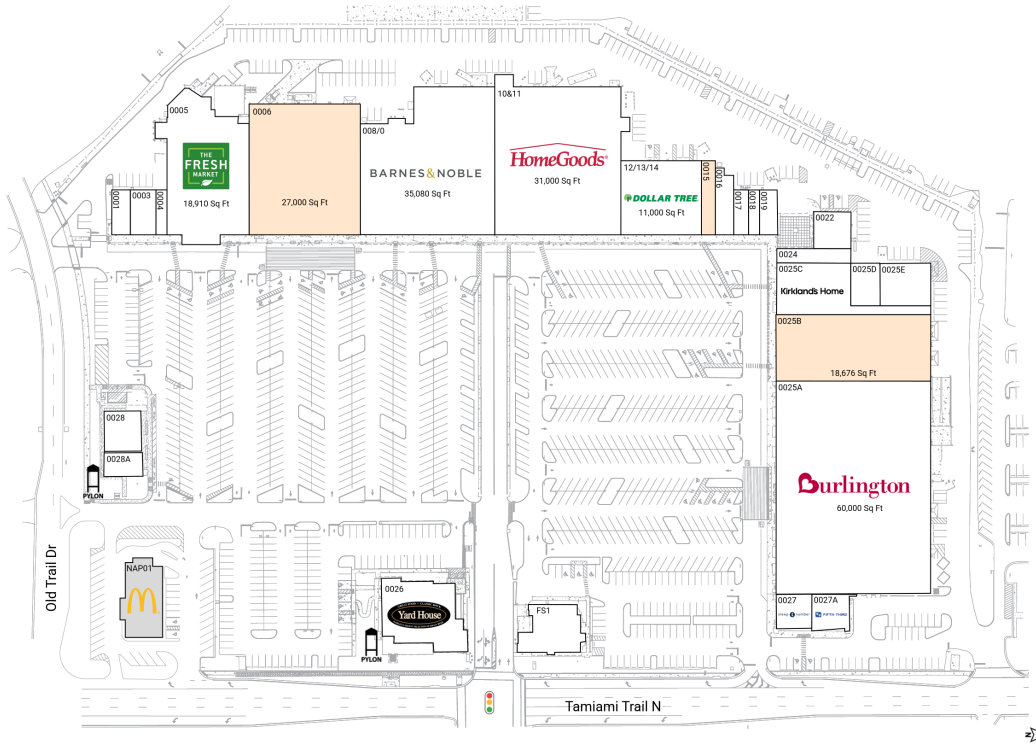 0005
THE
FRESH
MARKET
18,910 Sq Ft
0001
0003
0004
0006
27,000 Sq Ft
008/0
BARNES&NOBLE
35,080 Sq Ft
10&11
HomeGoods
31,000 Sq Ft
12/13/14
DOLLAR TREE
11,000 Sq Ft
0015
0016
0017
0018
0019
0022
0024
0025C
Kirkland's Home
0025D
0025E
0025B
18,676 Sq Ft
0025A
Burlington
60,000 Sq Ft
0027
0027A
FIFTH THIRD
0028
0028A
PYLON
Old Trail Dr
NAP01
0026
Yard House
PYLON
FS1
Tamiami Trail N
N